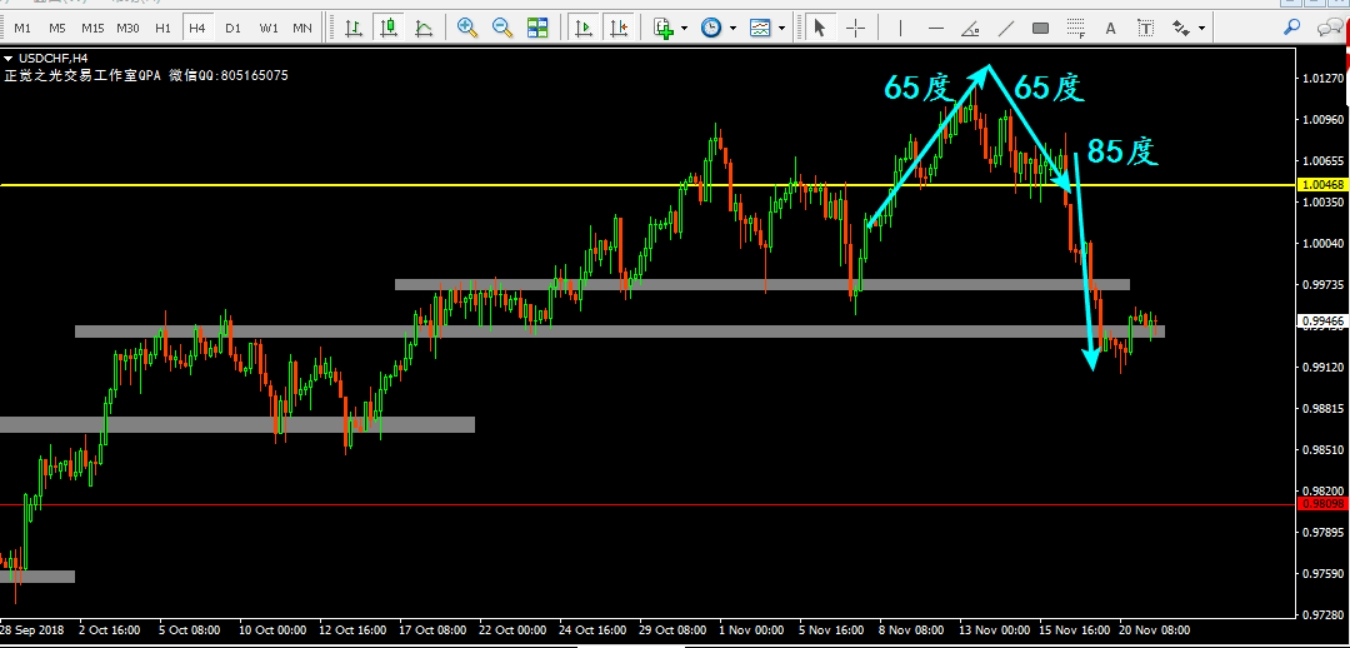 M1 M5 M15 M30 H1 H4 D1 W1 MN
A T
F
USDCHF,H4
正觉之光交易工作室QPA 微信QQ:805165075
65度 65度
85度
1.01270
1.00960
1.00655
1.00468
1.00350
1.00040
0.99735
0.99466
0.99120
0.98815
0.98510
0.98200
0.98098
0.97895
0.97590
0.97280
28 Sep 2018 2 Oct 16:00 5 Oct 08:00 10 Oct 00:00 12 Oct 16:00 17 Oct 08:00 22 Oct 00:00 24 Oct 16:00 29 Oct 08:00 1 Nov 00:00 5 Nov 16:00 8 Nov 08:00 13 Nov 00:00 15 Nov 16:00 20 Nov 08:00